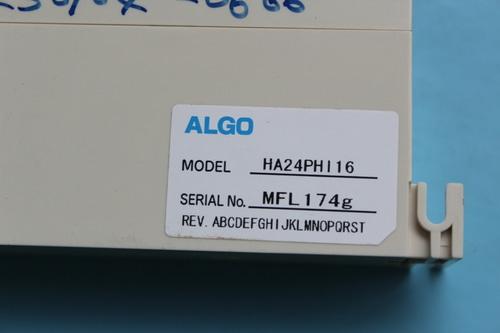 ALGO
MODEL HA24PHI16
SERIAL No. MFL174g
REV. ABCDEFGHIJKLMNOPQRST